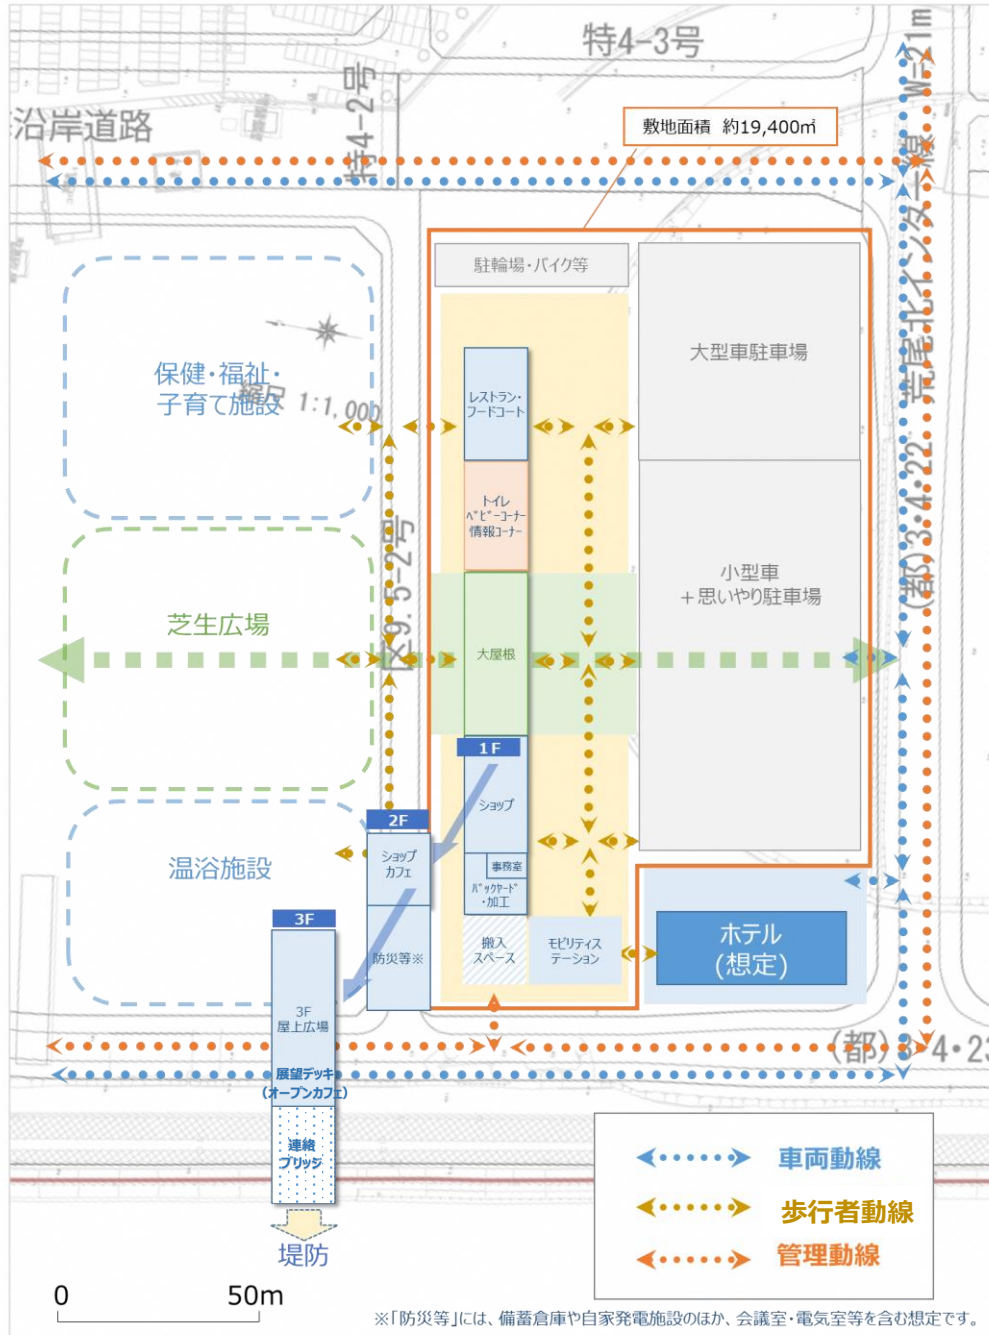 特4-3号
特4-2号
沿岸道路
(都)3・4・22 荒尾北インター線 W=21m
敷地面積 約19,400㎡
駐輪場・バイク等
大型車駐車場
保健・福祉・
子育て施設
縮尺 1:1,000
レストラン・
フードコート
トイレ
ベビーコーナー
情報コーナー
区9.5-2号
小型車
+思いやり駐車場
芝生広場
大屋根
1F
ショップ
2F
ショップ
カフェ
事務室
バックヤード
・加工
温浴施設
3F
防災等※
搬入
スペース
モビリティス
テーション
ホテル
(想定)
3F
屋上広場
(都)3・4・23
展望デッキ
(オープンカフェ)
連絡
ブリッジ
堤防
車両動線
歩行者動線
管理動線
0
50m
※「防災等」には、備蓄倉庫や自家発電施設のほか、会議室・電気室等を含む想定です。